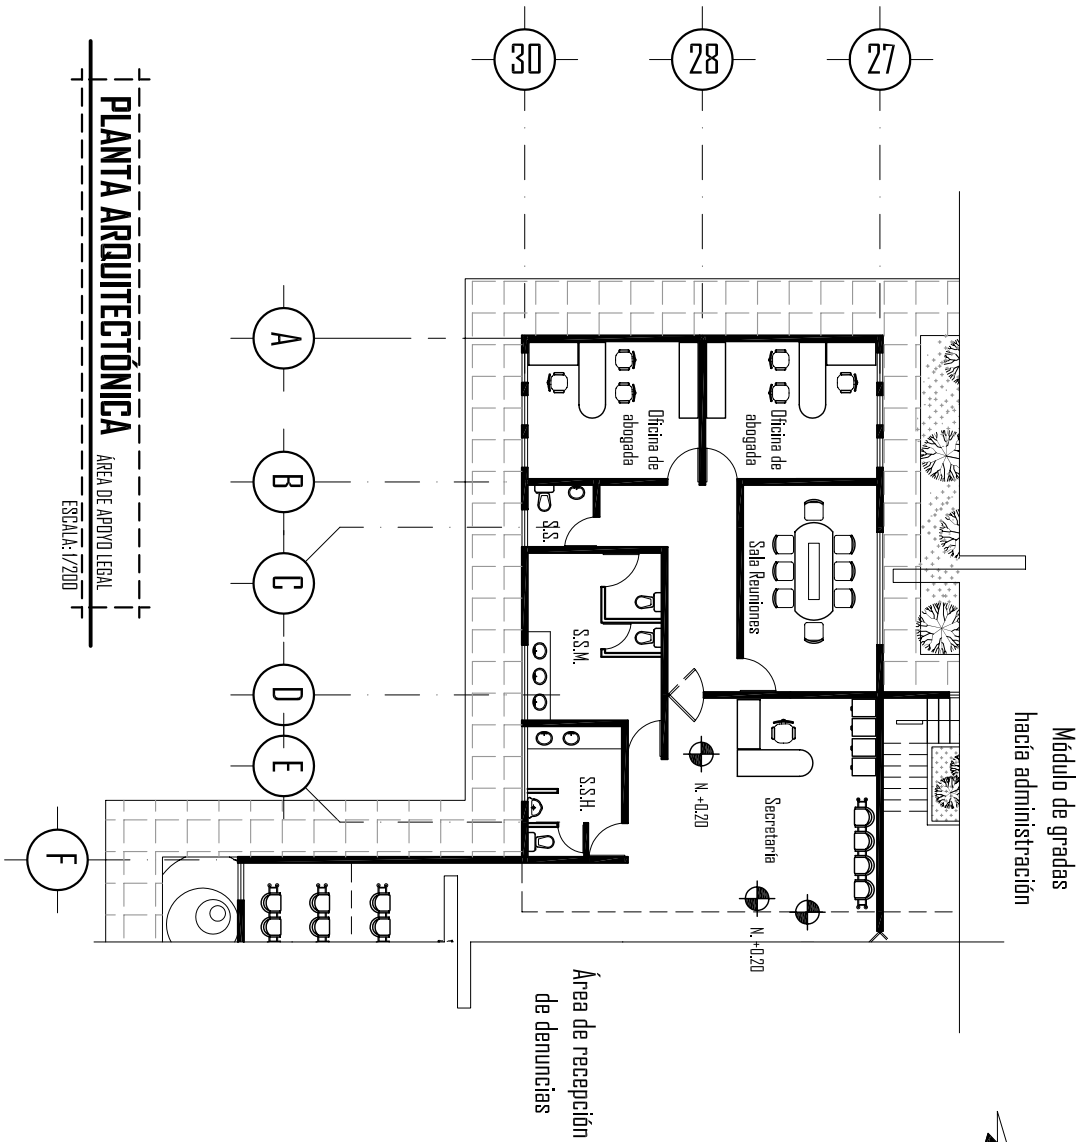 Módulo de gradas
hacía administración
27
28
30
Oficina de
abogada
Oficina de
abogada
Sala Reuniones
S.S.
S.S.M.
S.S.H.
Secretaría
N. +0.20
N. +0.20
A
B
C
D
E
F
Área de recepción
de denuncias
PLANTA ARQUITECTÓNICA
ÁREA DE APOYO LEGAL
ESCALA: 1/200